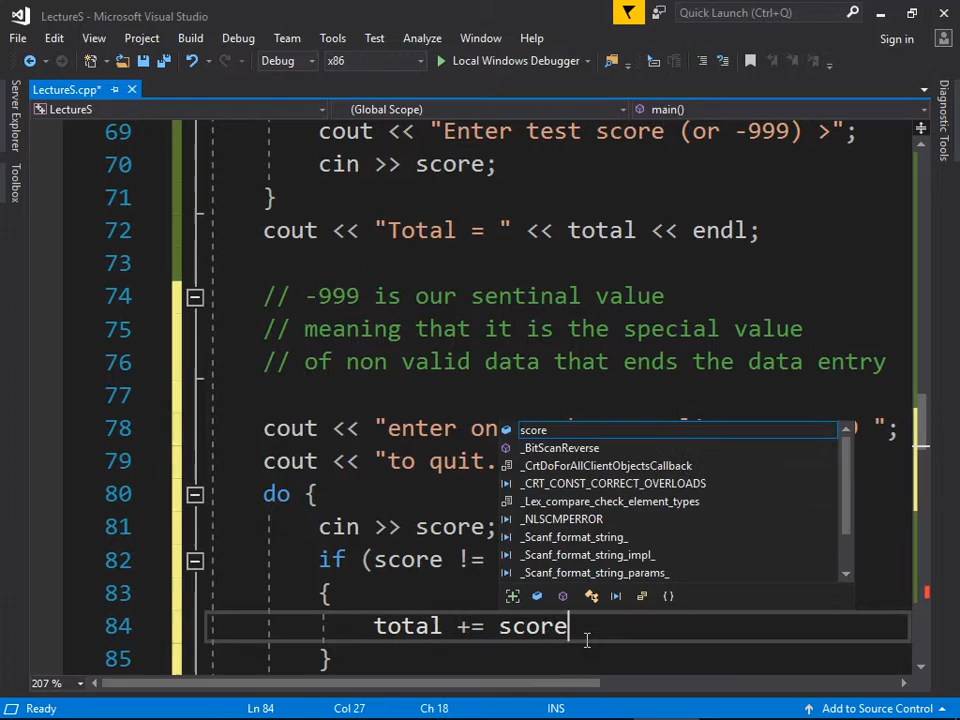 LectureS - Microsoft Visual Studio
Quick Launch (Ctrl+Q)
File Edit View Project Build Debug Team Tools Test Analyze Window Help
Sign in
Debug x86 Local Windows Debugger
LectureS.cpp*
LectureS (Global Scope) main()
Server Explorer
Toolbox
Diagnostic Tools
69 cout << "Enter test score (or -999) >";
70 cin >> score;
71 }
72 cout << "Total = " << total << endl;
73
74 // -999 is our sentinal value
75 // meaning that it is the special value
76 // of non valid data that ends the data entry
77
78 cout << "enter on ) ";
79 cout << "to quit.
80 do {
81 cin >> score;
82 if (score !=
83 {
84 total += score
85 }
score
_BitScanReverse
_CrtDoForAllClientObjectsCallback
_CRT_CONST_CORRECT_OVERLOADS
_Lex_compare_check_element_types
_NLSCMPERROR
_Scanf_format_string_
_Scanf_format_string_impl_
_Scanf_format_string_params_
207 %
Ready Ln 84 Col 27 Ch 18 INS Add to Source Control